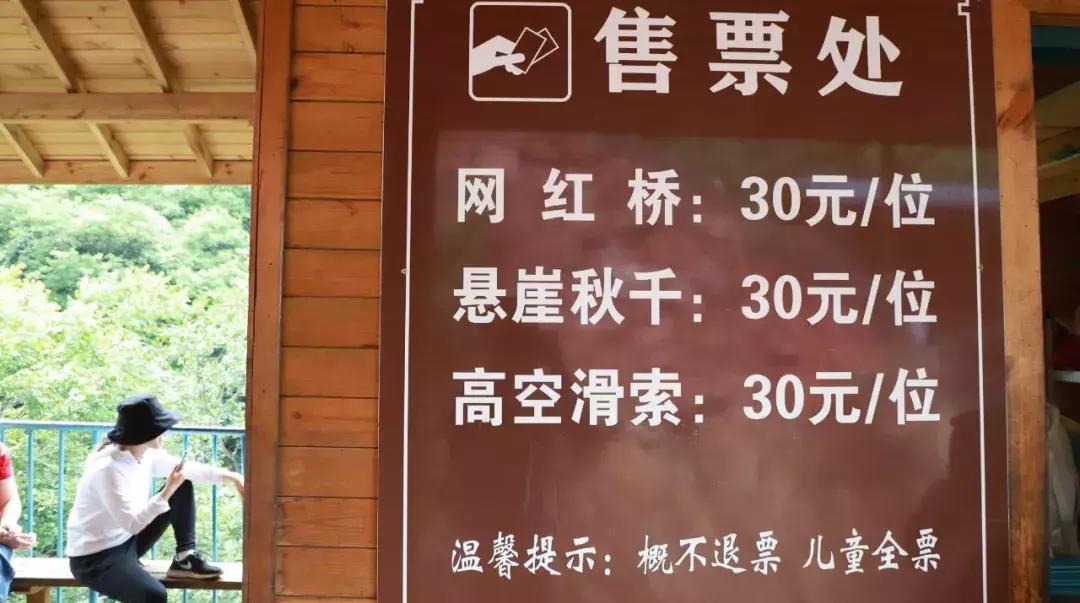 售票处
网红桥：30元/位
悬崖秋千：30元/位
高空滑索：30元/位
温馨提示：概不退票 儿童全票